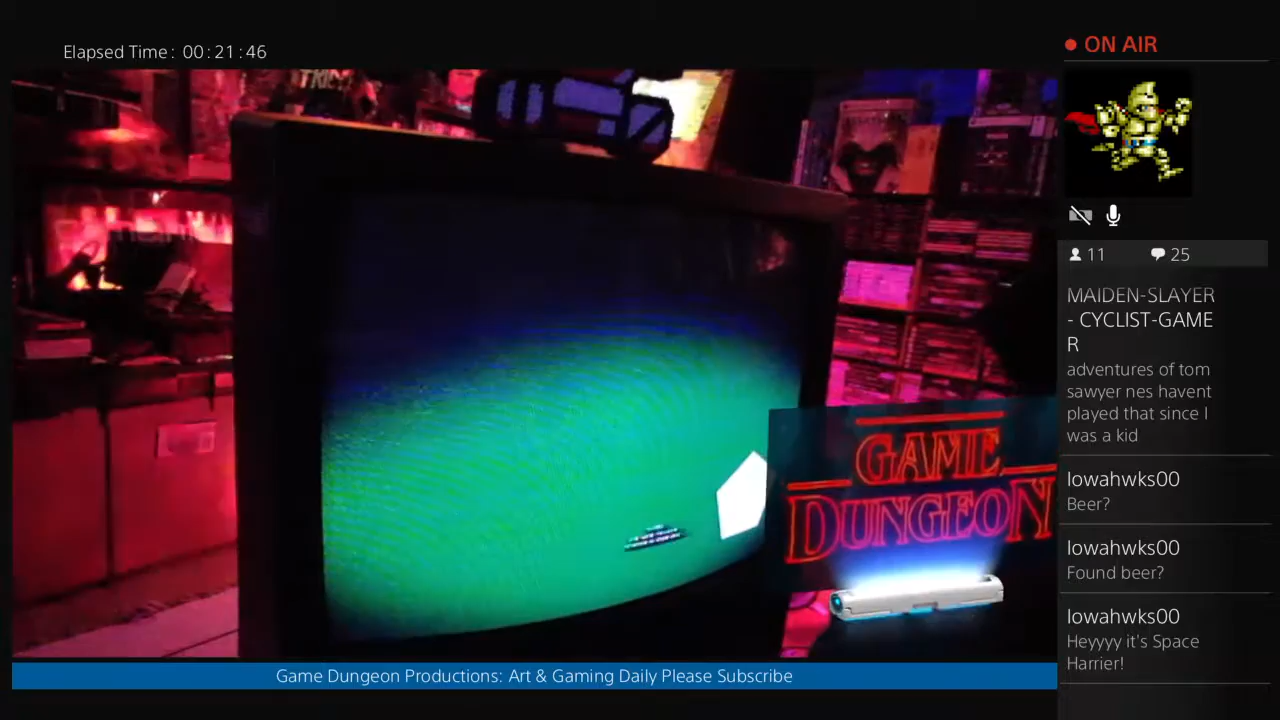 Elapsed Time: 00:21:46
ON AIR
11 25
MAIDEN-SLAYER
- CYCLIST-GAME
R
adventures of tom
sawyer nes havent
played that since I
was a kid
Iowahwks00
Beer?
Iowahwks00
Found beer?
Iowahwks00
Heyyyy it's Space
Harrier!
GAME
DUNGEON
Game Dungeon Productions: Art & Gaming Daily Please Subscribe